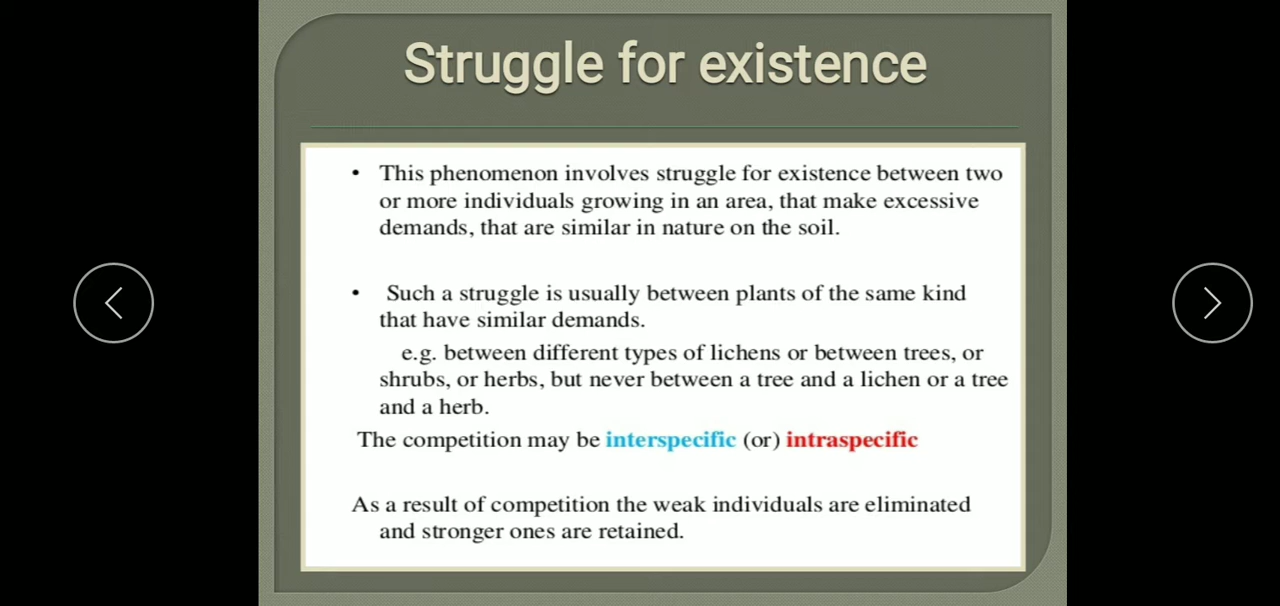 Struggle for existence
• This phenomenon involves struggle for existence between two
or more individuals growing in an area, that make excessive
demands, that are similar in nature on the soil.
• Such a struggle is usually between plants of the same kind
that have similar demands.
e.g. between different types of lichens or between trees, or
shrubs, or herbs, but never between a tree and a lichen or a tree
and a herb.
The competition may be interspecific (or) intraspecific
As a result of competition the weak individuals are eliminated
and stronger ones are retained.